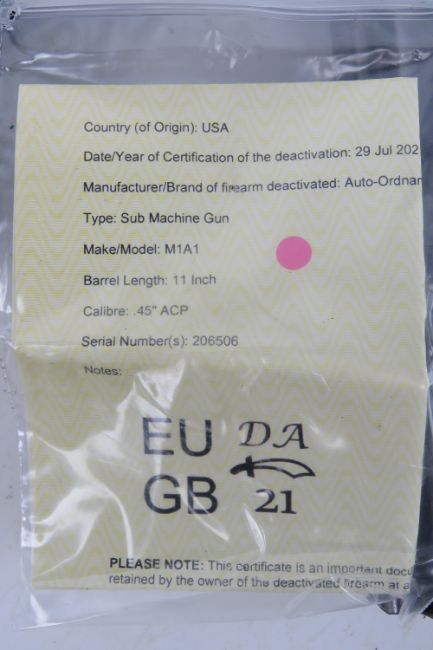 Country (of Origin): USA
Date/Year of Certification of the deactivation: 29 Jul 202
Manufacturer/Brand of firearm deactivated: Auto-Ordnan
Type: Sub Machine Gun
Make/Model: M1A1
Barrel Length: 11 Inch
Calibre: .45" ACP
Serial Number(s): 206506
Notes:
EU DA
GB 21
PLEASE NOTE: This certificate is an important docu
retained by the owner of the deactivated firearm at a